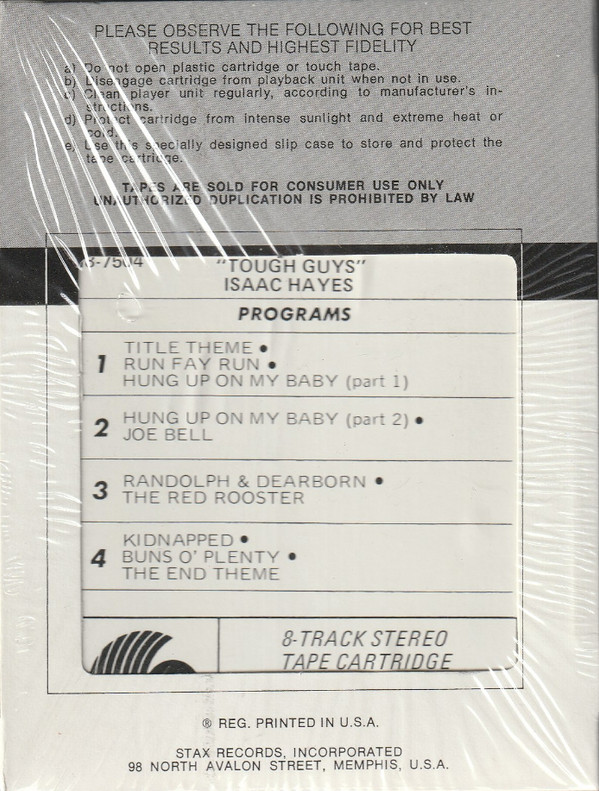 PLEASE OBSERVE THE FOLLOWING FOR BEST
RESULTS AND HIGHEST FIDELITY
a) Do not open plastic cartridge or touch tape.
b) Disengage cartridge from playback unit when not in use.
c) Clean player unit regularly, according to manufacturer's in-
structions.
d) Protect cartridge from intense sunlight and extreme heat or
cold.
e) Use this specially designed slip case to store and protect the
tape cartridge.
TAPES ARE SOLD FOR CONSUMER USE ONLY
UNAUTHORIZED DUPLICATION IS PROHIBITED BY LAW
"TOUGH GUYS"
ISAAC HAYES
PROGRAMS
1 TITLE THEME •
RUN FAY RUN •
HUNG UP ON MY BABY (part 1)
2 HUNG UP ON MY BABY (part 2) •
JOE BELL
3 RANDOLPH & DEARBORN •
THE RED ROOSTER
4 KIDNAPPED •
BUNS O' PLENTY •
THE END THEME
8-TRACK STEREO
TAPE CARTRIDGE
® REG. PRINTED IN U.S.A.
STAX RECORDS, INCORPORATED
98 NORTH AVALON STREET, MEMPHIS, U.S.A.